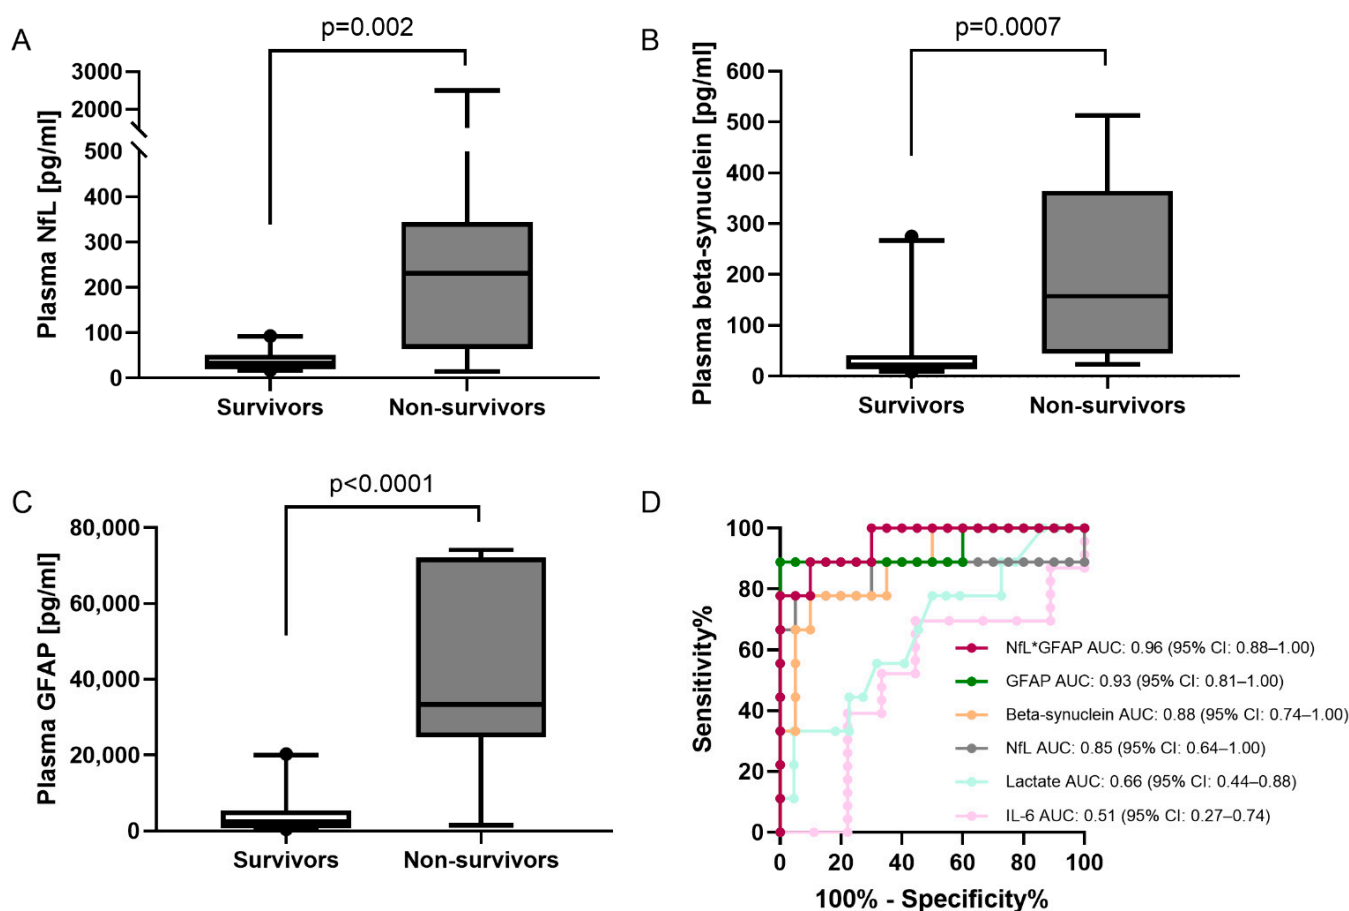 A
p=0.002
Plasma NfL [pg/ml]
3000
2000
500
400
300
200
100
0
Survivors
Non-survivors
B
p=0.0007
Plasma beta-synuclein [pg/ml]
600
500
400
300
200
100
0
Survivors
Non-survivors
C
p<0.0001
Plasma GFAP [pg/ml]
80,000
60,000
40,000
20,000
0
Survivors
Non-survivors
D
Sensitivity%
100
80
60
40
20
0
NfL*GFAP AUC: 0.96 (95% CI: 0.88–1.00)
GFAP AUC: 0.93 (95% CI: 0.81–1.00)
Beta-synuclein AUC: 0.88 (95% CI: 0.74–1.00)
NfL AUC: 0.85 (95% CI: 0.64–1.00)
Lactate AUC: 0.66 (95% CI: 0.44–0.88)
IL-6 AUC: 0.51 (95% CI: 0.27–0.74)
0 20 40 60 80 100
100% - Specificity%